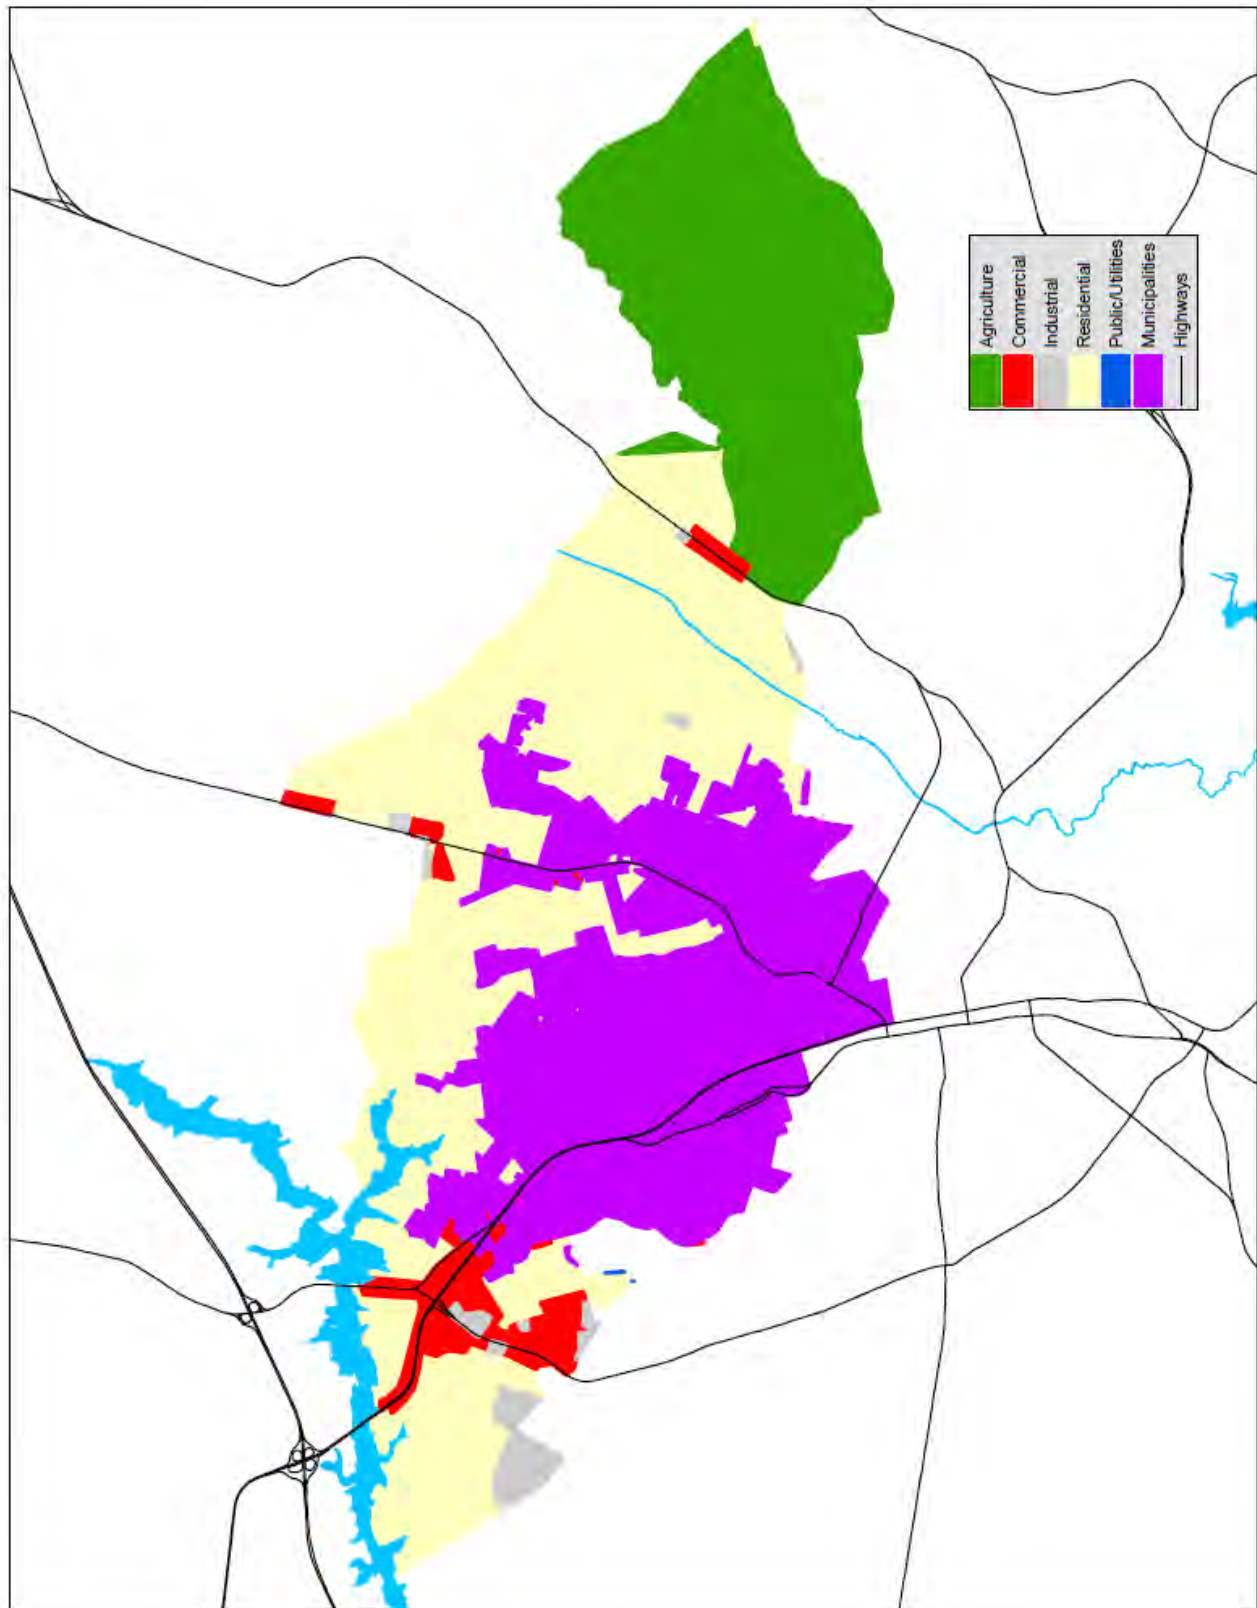 Agriculture
Commercial
Industrial
Residential
Public/Utilities
Municipalities
Highways